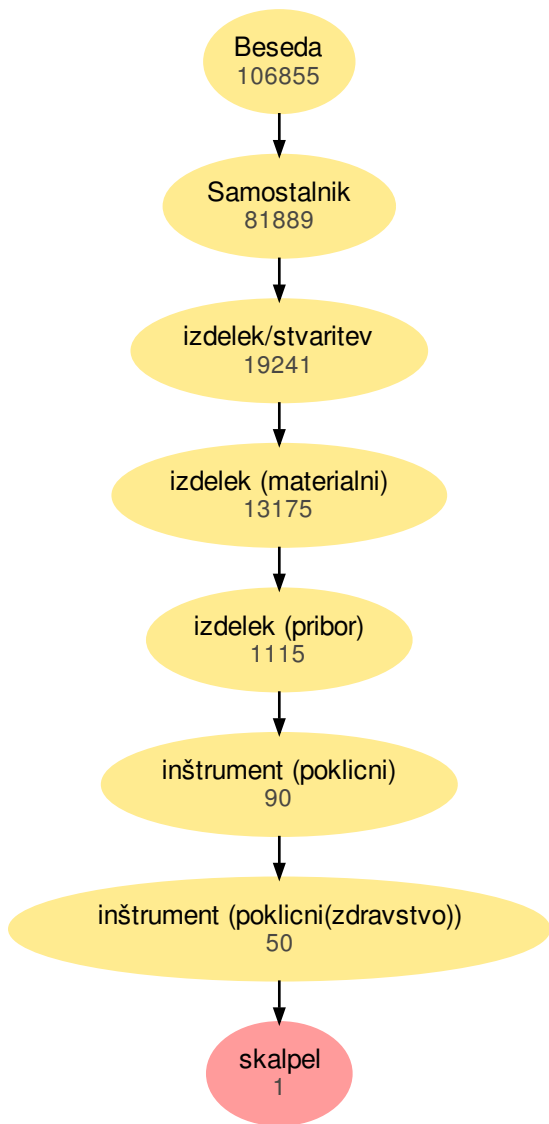 Beseda
106855
Samostalnik
81889
izdelek/stvaritev
19241
izdelek (materialni)
13175
izdelek (pribor)
1115
inštrument (poklicni)
90
inštrument (poklicni(zdravstvo))
50
skalpel
1